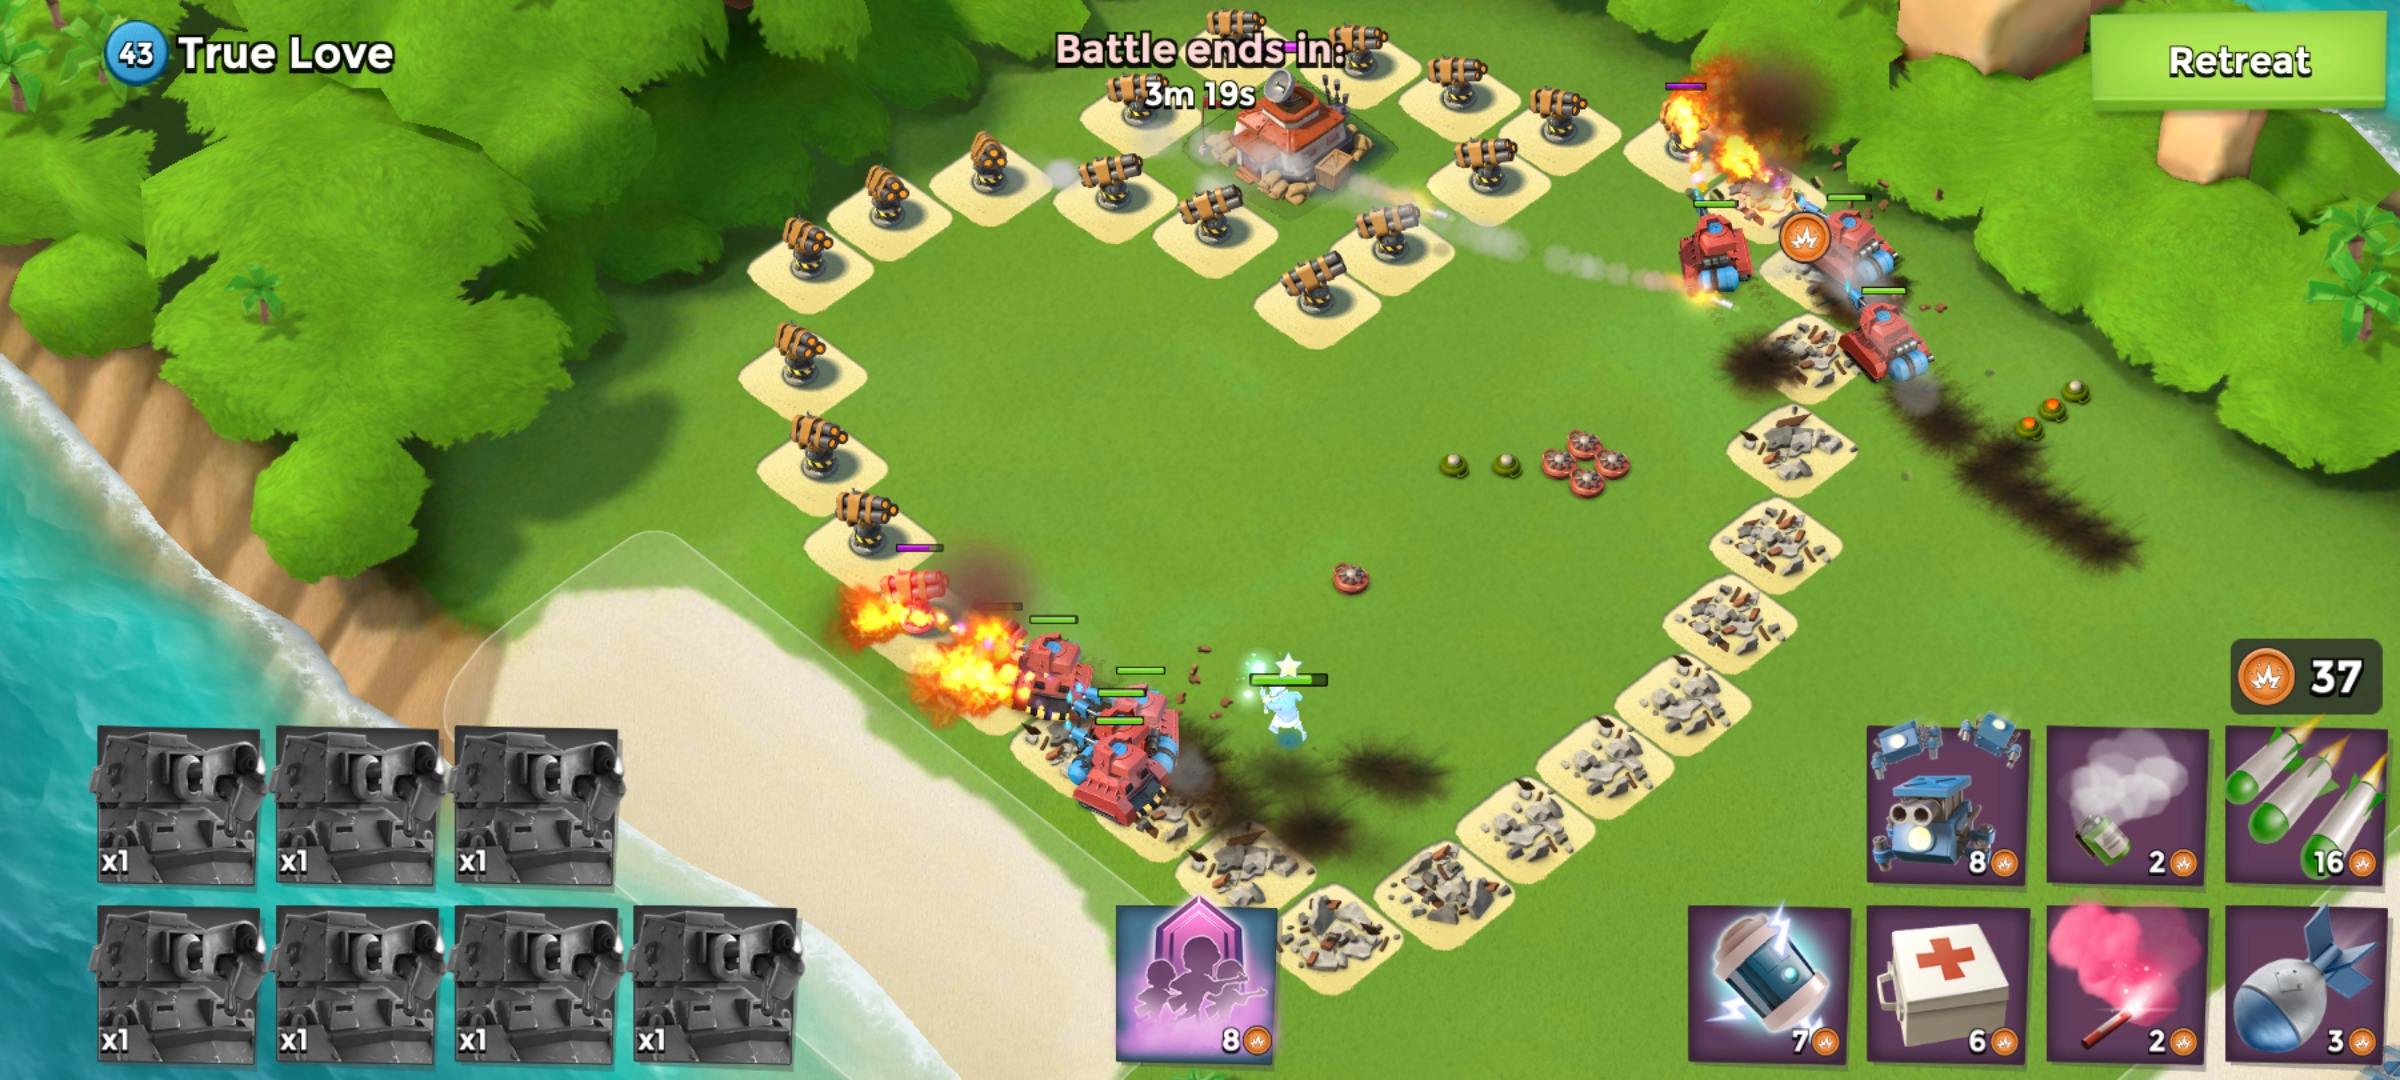 43 True Love
Battle ends in:
3m 19s
Retreat
37
x1 x1 x1
8 2 16
x1 x1 x1 x1
8 7 6 2 3